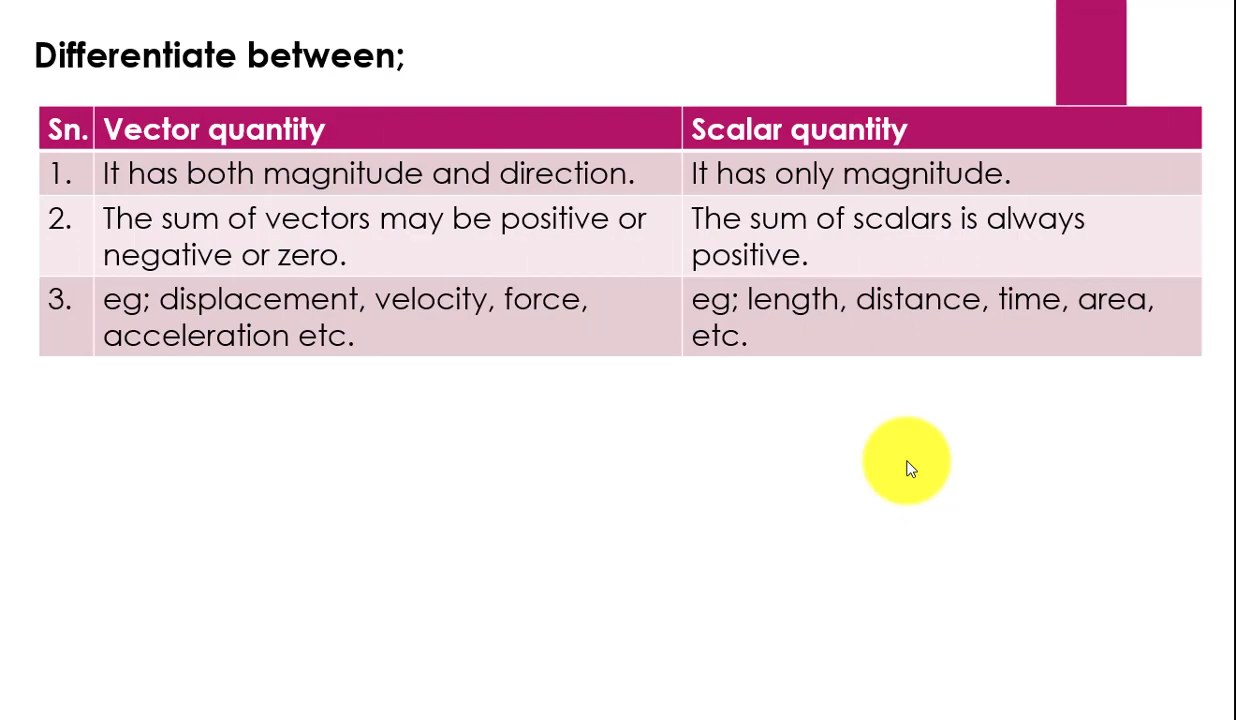 Differentiate between;
Sn. Vector quantity Scalar quantity
1. It has both magnitude and direction. It has only magnitude.
2. The sum of vectors may be positive or The sum of scalars is always
negative or zero. positive.
3. eg; displacement, velocity, force, eg; length, distance, time, area,
acceleration etc. etc.